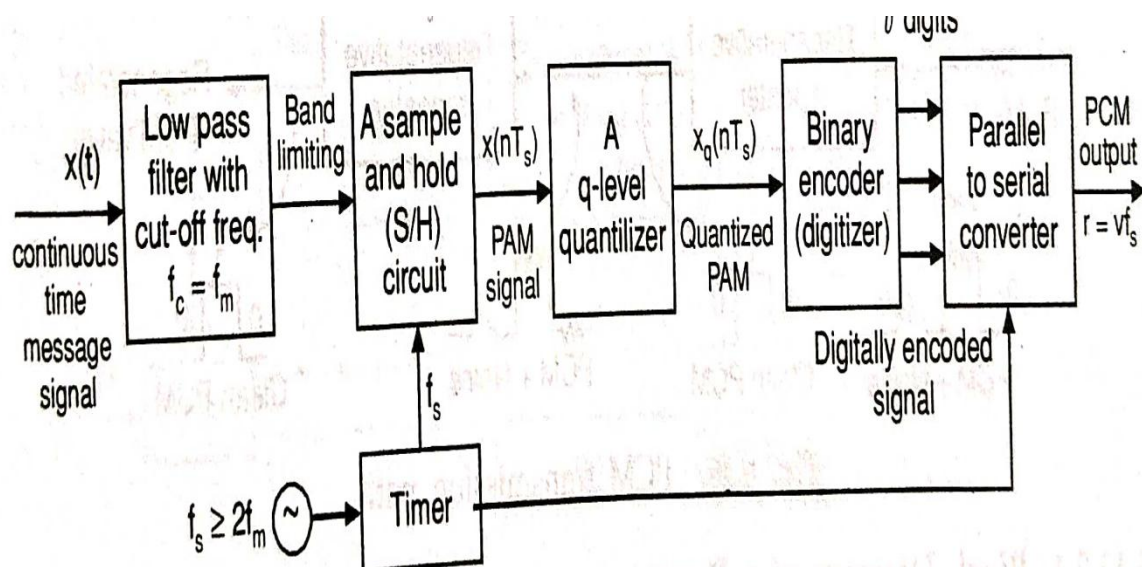 υ digits
x(t)
continuous
time
message
signal
Low pass
filter with
cut-off freq.
f_c = f_m
Band
limiting
A sample
and hold
(S/H)
circuit
x(nT_s)
PAM
signal
A
q-level
quantilizer
x_q(nT_s)
Quantized
PAM
Binary
encoder
(digitizer)
Digitally encoded
signal
Parallel
to serial
converter
PCM
output
r = vf_s
f_s
f_s ≥ 2f_m
~
Timer